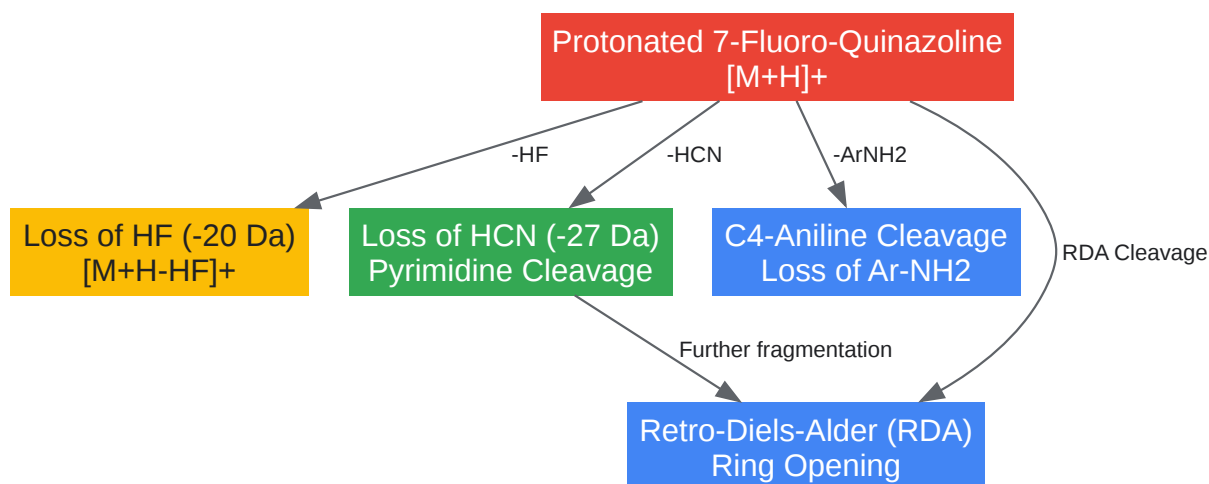 Protonated 7-Fluoro-Quinazoline
[M+H]+
-HF
-HCN
-ArNH2
RDA Cleavage
Loss of HF (-20 Da)
[M+H-HF]+
Loss of HCN (-27 Da)
Pyrimidine Cleavage
C4-Aniline Cleavage
Loss of Ar-NH2
Further fragmentation
Retro-Diels-Alder (RDA)
Ring Opening